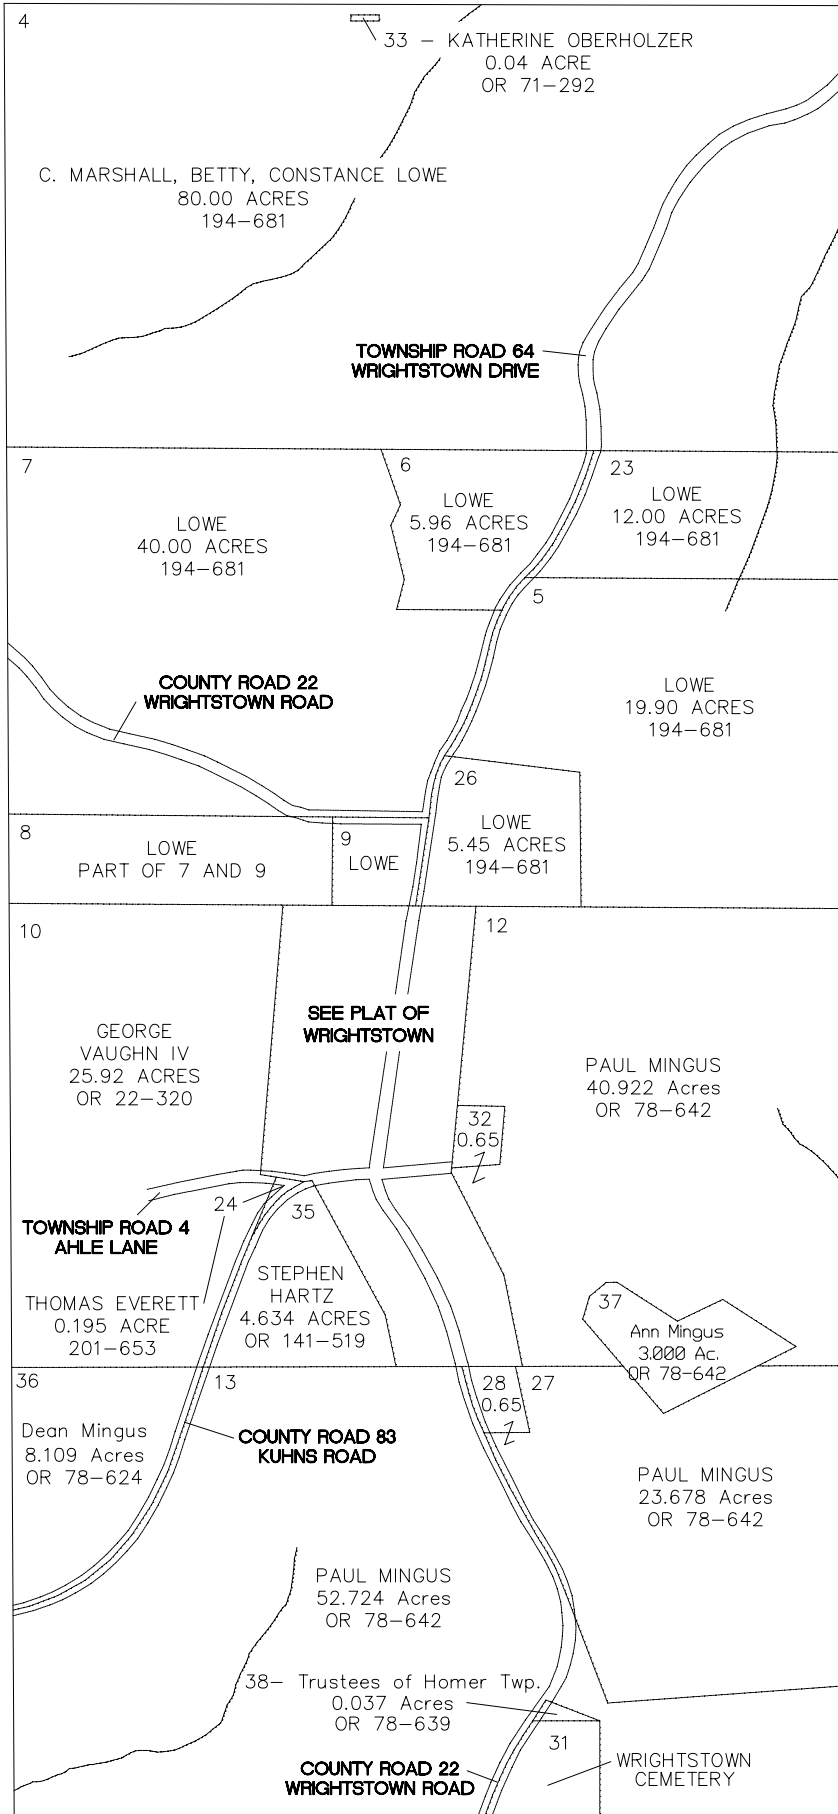 4
33 – KATHERINE OBERHOLZER
0.04 ACRE
OR 71–292
C. MARSHALL, BETTY, CONSTANCE LOWE
80.00 ACRES
194–681
TOWNSHIP ROAD 64
WRIGHTSTOWN DRIVE
7
LOWE
40.00 ACRES
194–681
6
LOWE
5.96 ACRES
194–681
23
LOWE
12.00 ACRES
194–681
5
LOWE
19.90 ACRES
194–681
COUNTY ROAD 22
WRIGHTSTOWN ROAD
26
LOWE
5.45 ACRES
194–681
8
LOWE
PART OF 7 AND 9
9
LOWE
10
GEORGE
VAUGHN IV
25.92 ACRES
OR 22–320
SEE PLAT OF
WRIGHTSTOWN
12
PAUL MINGUS
40.922 Acres
OR 78–642
32
0.65
24
TOWNSHIP ROAD 4
AHLE LANE
THOMAS EVERETT
0.195 ACRE
201–653
35
STEPHEN
HARTZ
4.634 ACRES
OR 141–519
37
Ann Mingus
3.000 Ac.
OR 78–642
36
Dean Mingus
8.109 Acres
OR 78–624
13
COUNTY ROAD 83
KUHNS ROAD
28
0.65
27
PAUL MINGUS
23.678 Acres
OR 78–642
PAUL MINGUS
52.724 Acres
OR 78–642
38– Trustees of Homer Twp.
0.037 Acres
OR 78–639
31
WRIGHTSTOWN
CEMETERY
COUNTY ROAD 22
WRIGHTSTOWN ROAD